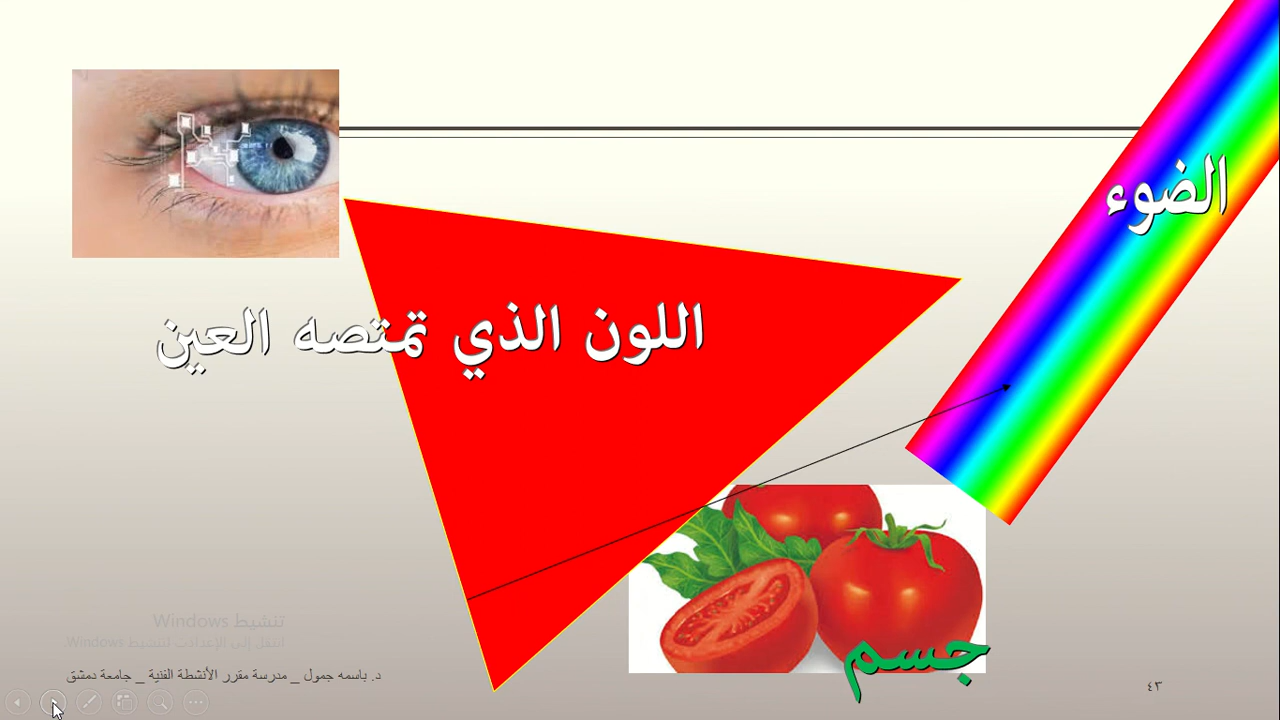 الضوء
اللون الذي تمتصه العين
جسم
تنشيط Windows
انتقل إلى الإعدادات لتنشيط Windows.
د. باسمه جمول _ مدرسة مقرر الأنشطة الفنية _ جامعة دمشق
٤٣